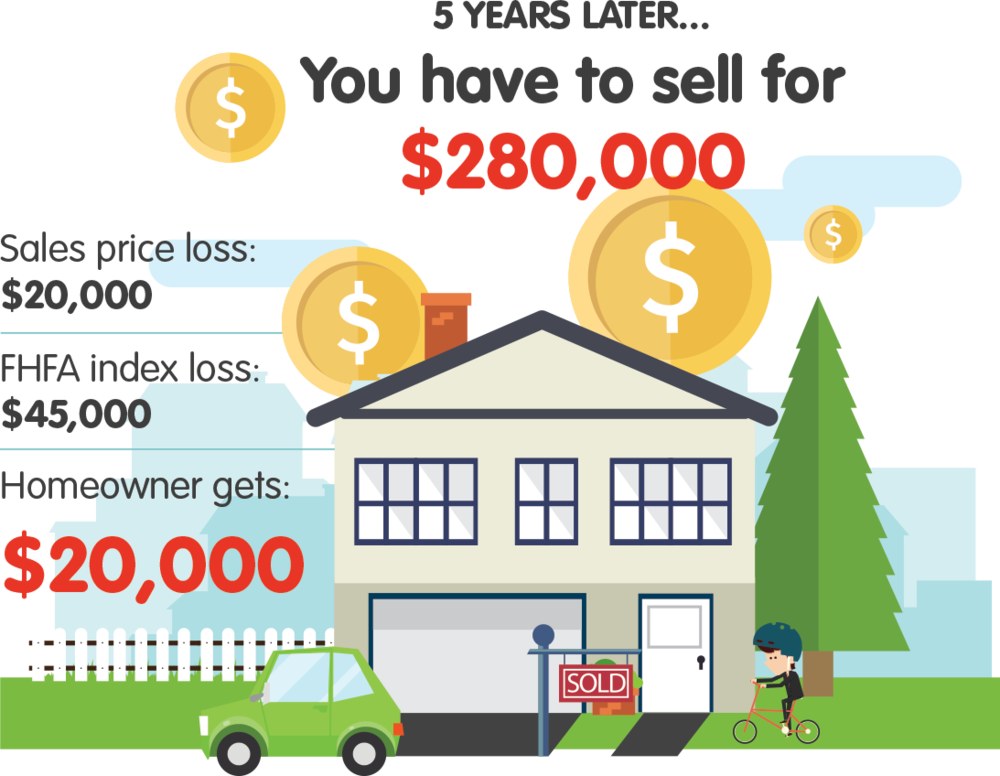 5 YEARS LATER...
You have to sell for
$280,000
$
$
$
$
Sales price loss:
$20,000
FHFA index loss:
$45,000
Homeowner gets:
$20,000
SOLD